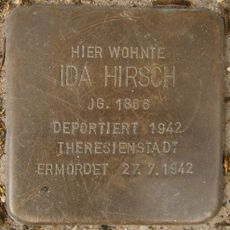 HIER WOHNTE
IDA HIRSCH
JG. 1868
DEPORTIERT 1942
THERESIENSTADT
ERMORDET 27.7.1942